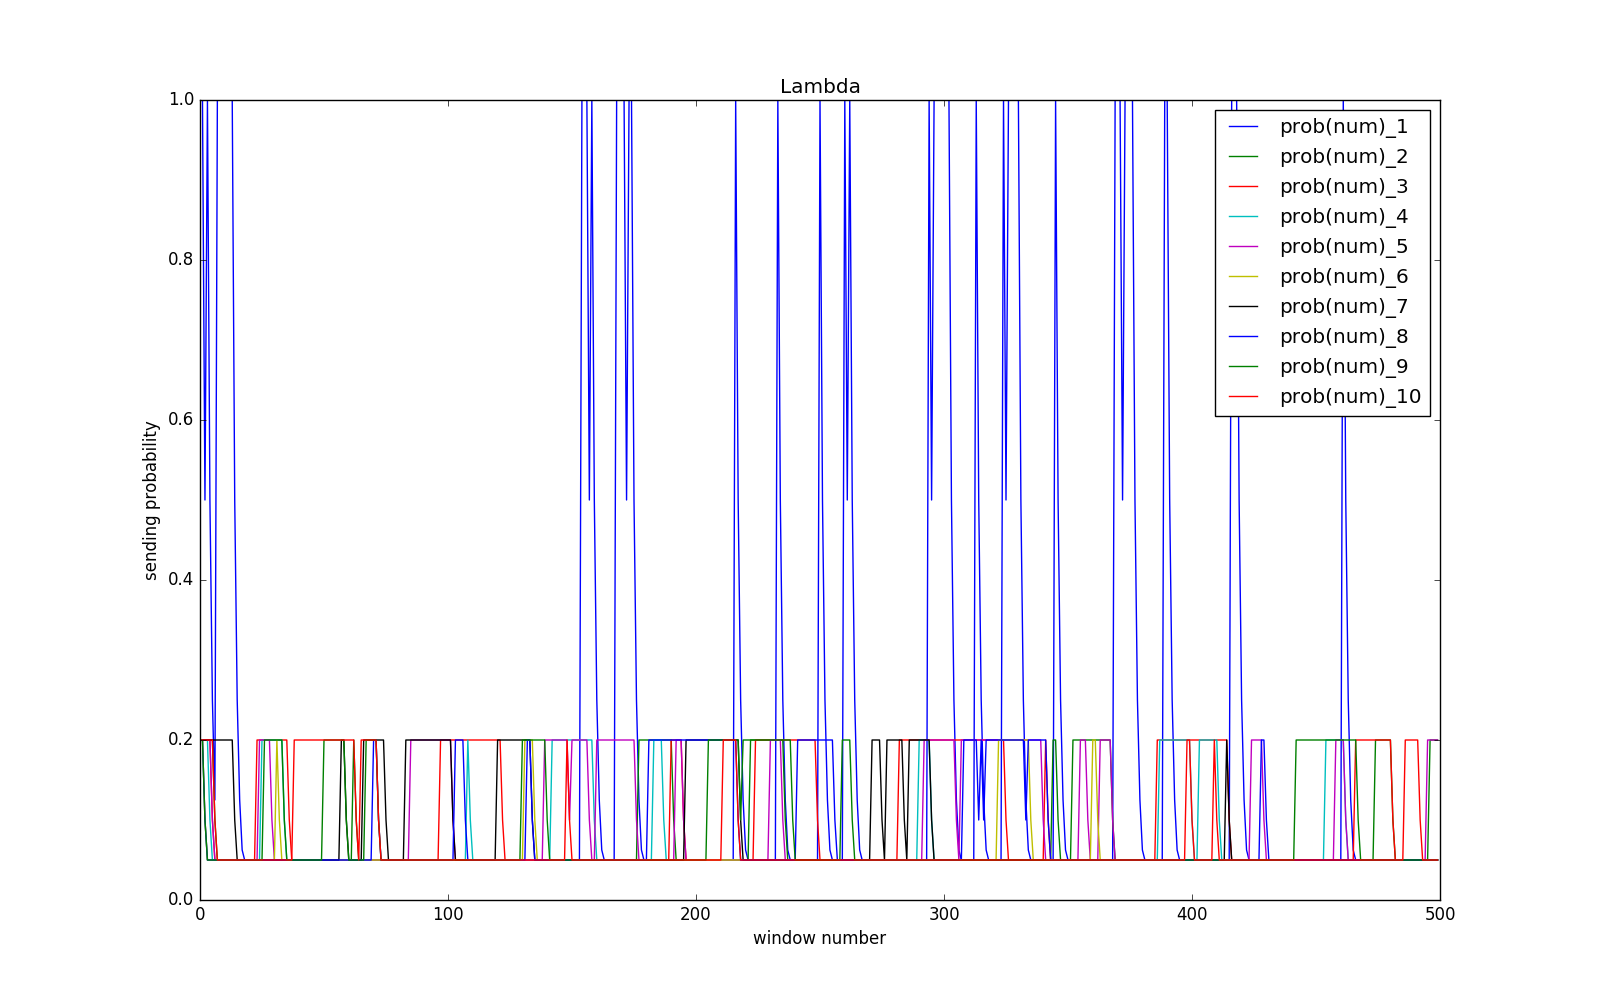 Lambda
1.0
0.8
0.6
0.4
0.2
0.0
sending probability
prob(num)_1
prob(num)_2
prob(num)_3
prob(num)_4
prob(num)_5
prob(num)_6
prob(num)_7
prob(num)_8
prob(num)_9
prob(num)_10
0 100 200 300 400 500
window number